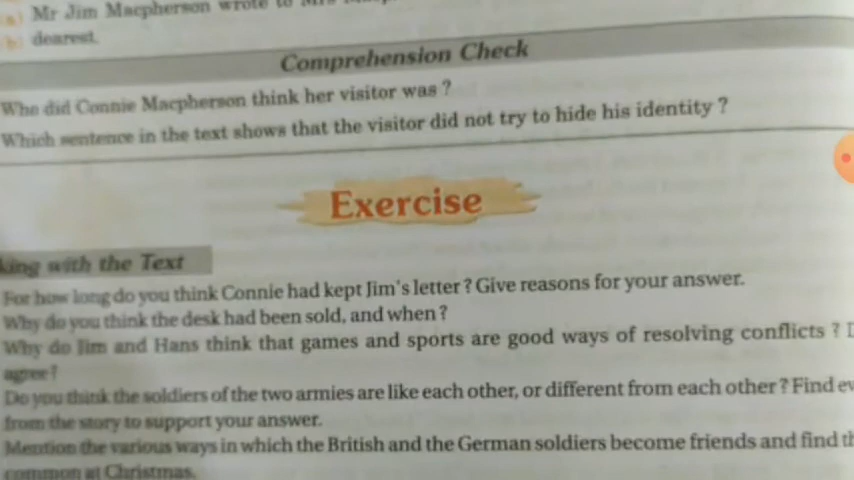 (a) Mr Jim Macpherson wrote to Mrs
(b) dearest.
Comprehension Check
Who did Connie Macpherson think her visitor was ?
Which sentence in the text shows that the visitor did not try to hide his identity ?
Exercise
king with the Text
For how long do you think Connie had kept Jim's letter ? Give reasons for your answer.
Why do you think the desk had been sold, and when ?
Why do Jim and Hans think that games and sports are good ways of resolving conflicts ?
agree ?
Do you think the soldiers of the two armies are like each other, or different from each other ? Find
from the story to support your answer.
Mention the various ways in which the British and the German soldiers become friends and find
common at Christmas.